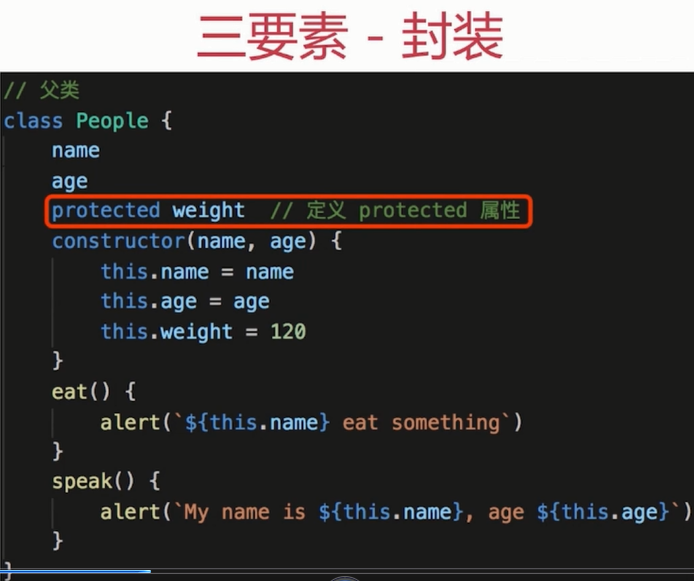 三要素 - 封装
// 父类
class People {
name
age
protected weight // 定义 protected 属性
constructor(name, age) {
this.name = name
this.age = age
this.weight = 120
}
eat() {
alert(`${this.name} eat something`)
}
speak() {
alert(`My name is ${this.name}, age ${this.age}`)
}
}